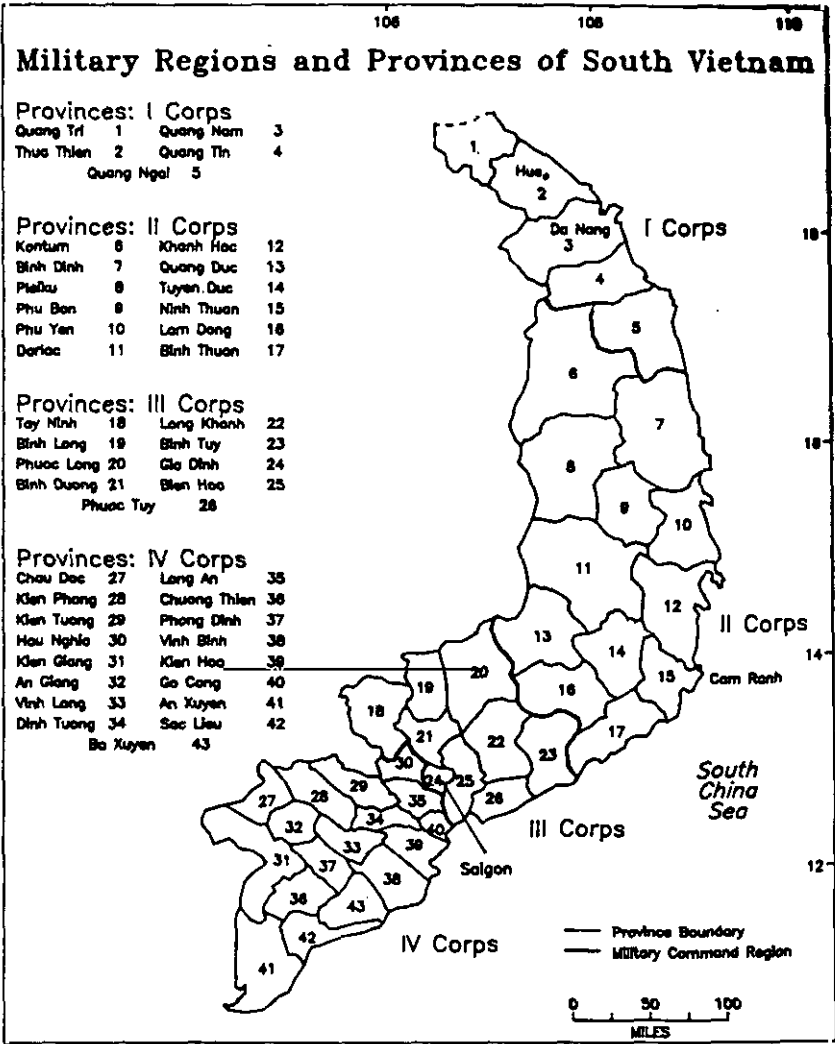 106 108 110
Military Regions and Provinces of South Vietnam
Provinces: I Corps
Quang Tri 1 Quang Nam 3
Thua Thien 2 Quang Tin 4
Quang Ngai 5
Provinces: II Corps
Kontum 6 Khanh Hoc 12
Binh Dinh 7 Quang Duc 13
Pleiku 8 Tuyen Duc 14
Phu Bon 9 Ninh Thuan 15
Phu Yen 10 Lam Dong 16
Darlac 11 Binh Thuan 17
Provinces: III Corps
Tay Ninh 18 Long Khanh 22
Binh Long 19 Binh Tuy 23
Phuoc Long 20 Gia Dinh 24
Binh Duong 21 Bien Hoa 25
Phuoc Tuy 26
Provinces: IV Corps
Chau Doc 27 Long An 35
Kien Phong 28 Chuong Thien 36
Kien Tuong 29 Phong Dinh 37
Hau Nghia 30 Vinh Binh 38
Kien Giang 31 Kien Hoa 39
An Giang 32 Go Cong 40
Vinh Long 33 An Xuyen 41
Dinh Tuong 34 Sac Lieu 42
Ba Xuyen 43
1
Hue
2
Da Nang
3
I Corps
4
5
6
7
8
9
10
11
12
II Corps
13
14
15
Cam Ranh
16
17
18
19
20
21
22
23
24
25
26
27
28
29
30
31
32
33
34
35
36
37
38
39
40
41
42
43
South
China
Sea
III Corps
Saigon
IV Corps
16
14
12
Province Boundary
Military Command Region
0 50 100
MILES